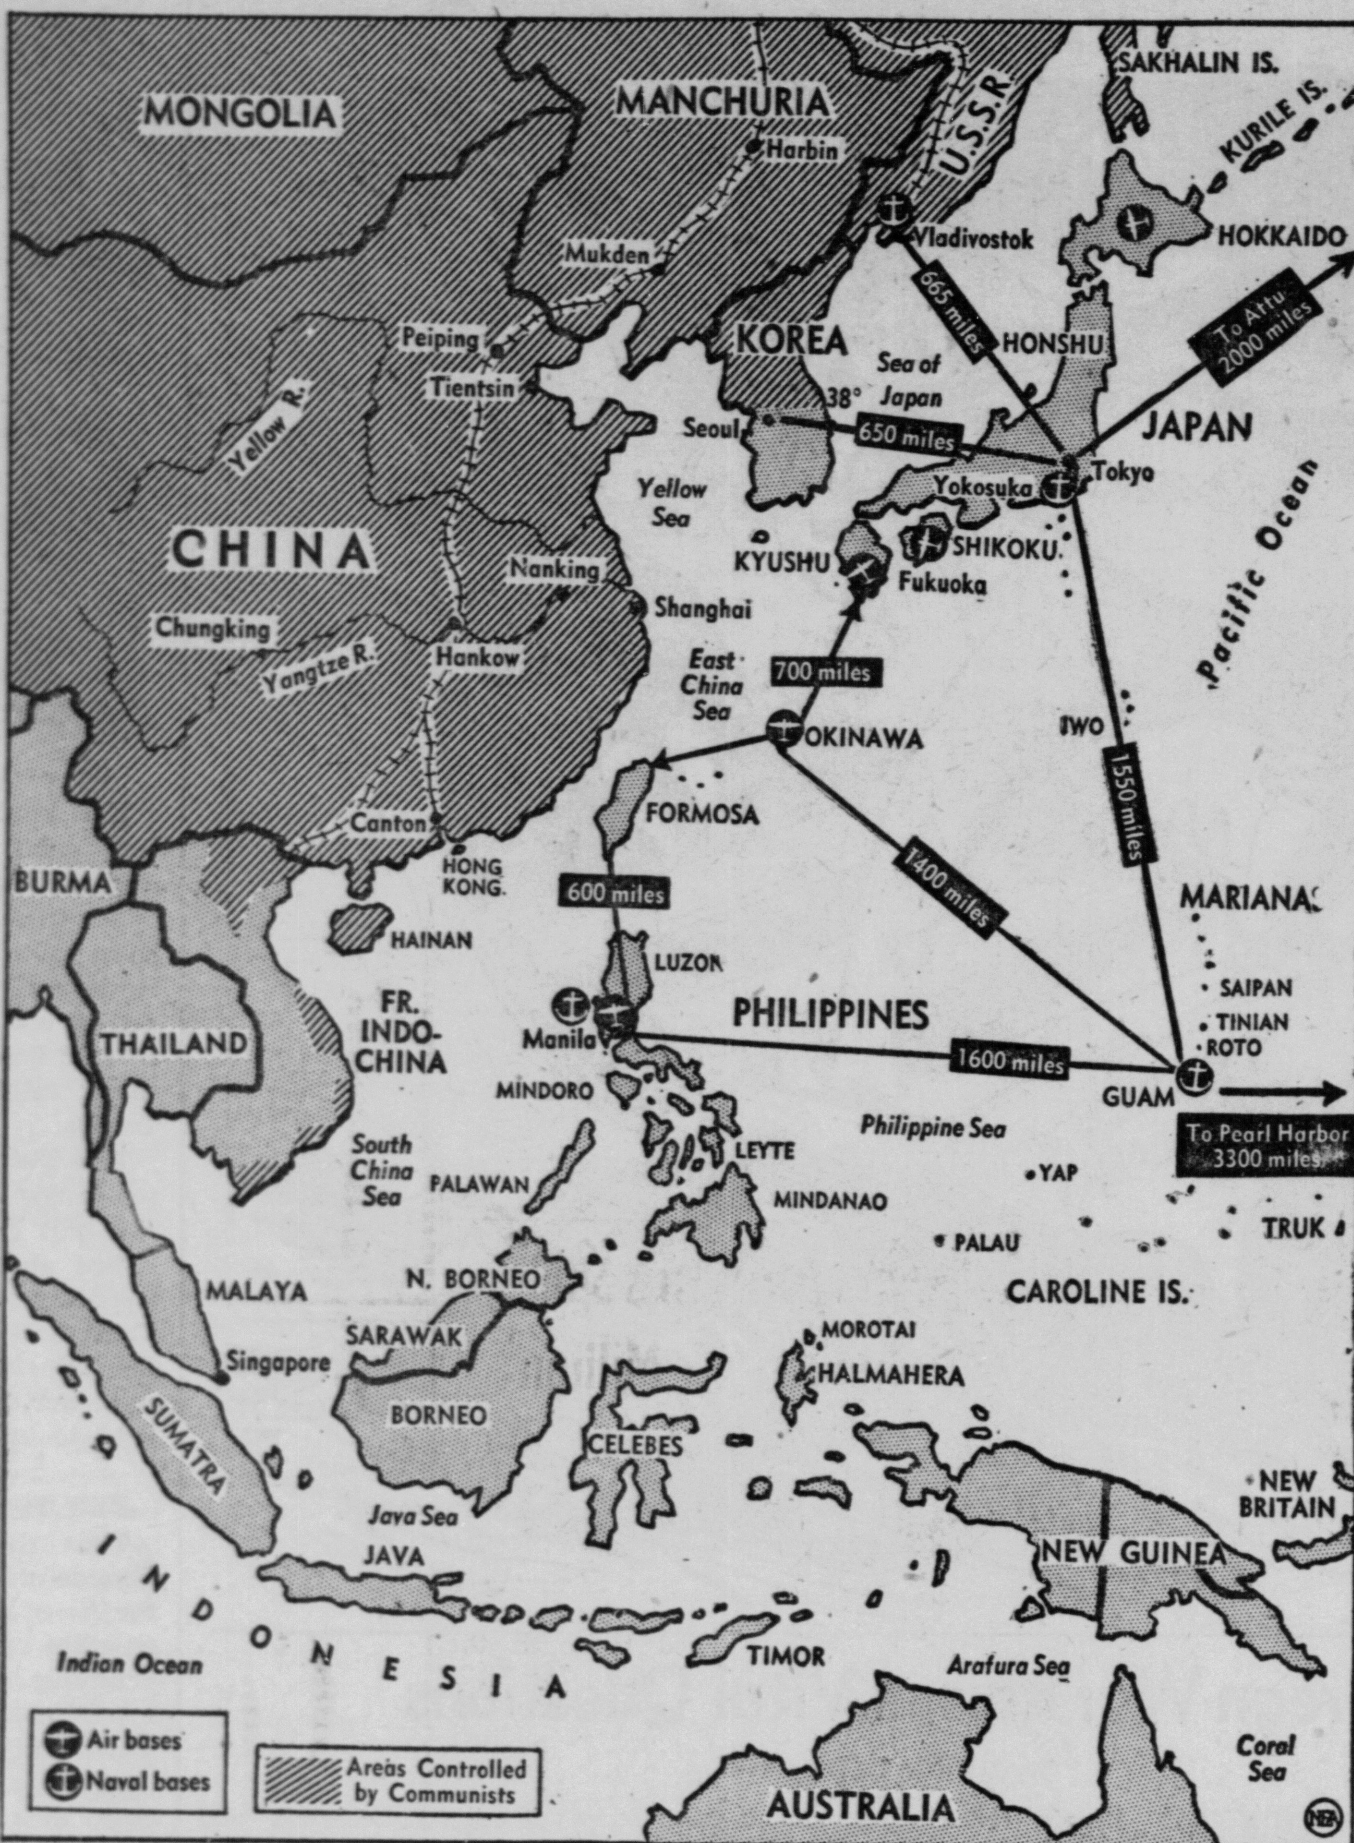 SAKHALIN IS.
MONGOLIA
MANCHURIA
U.S.S.R.
KURILE IS.
Harbin
Vladivostok
HOKKAIDO
Mukden
665 miles
To Attu
2000 miles
Peiping
KOREA
HONSHU
Sea of
Japan
Tientsin
38°
Yellow R.
Seoul
650 miles
JAPAN
Tokyo
Yellow
Sea
Yokosuka
Pacific Ocean
CHINA
KYUSHU
SHIKOKU
Nanking
Fukuoka
Shanghai
Chungking
Yangtze R.
Hankow
East
China
Sea
700 miles
IWO
OKINAWA
1550 miles
FORMOSA
Canton
HONG
KONG.
BURMA
600 miles
1400 miles
MARIANAS
HAINAN
LUZON
SAIPAN
FR.
INDO-
CHINA
PHILIPPINES
TINIAN
THAILAND
Manila
ROTO
1600 miles
MINDORO
GUAM
Philippine Sea
To Pearl Harbor
3300 miles
South
China
Sea
LEYTE
PALAWAN
YAP
MINDANAO
TRUK
PALAU
N. BORNEO
MALAYA
CAROLINE IS.
SARAWAK
MOROTAI
Singapore
HALMAHERA
BORNEO
SUMATRA
CELEBES
NEW
BRITAIN
Java Sea
JAVA
NEW GUINEA
INDONESIA
TIMOR
Indian Ocean
Arafura Sea
Air bases
Naval bases
Areas Controlled
by Communists
Coral
Sea
AUSTRALIA
NEA